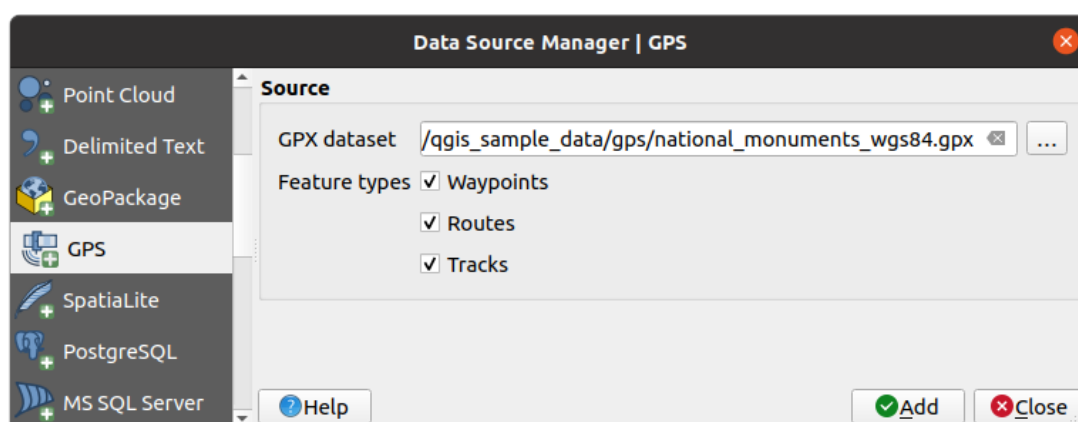 Data Source Manager | GPS
Point Cloud
Delimited Text
GeoPackage
GPS
SpatiaLite
PostgreSQL
MS SQL Server
Source
GPX dataset /qgis_sample_data/gps/national_monuments_wgs84.gpx ...
Feature types Waypoints
Routes
Tracks
Help Add Close